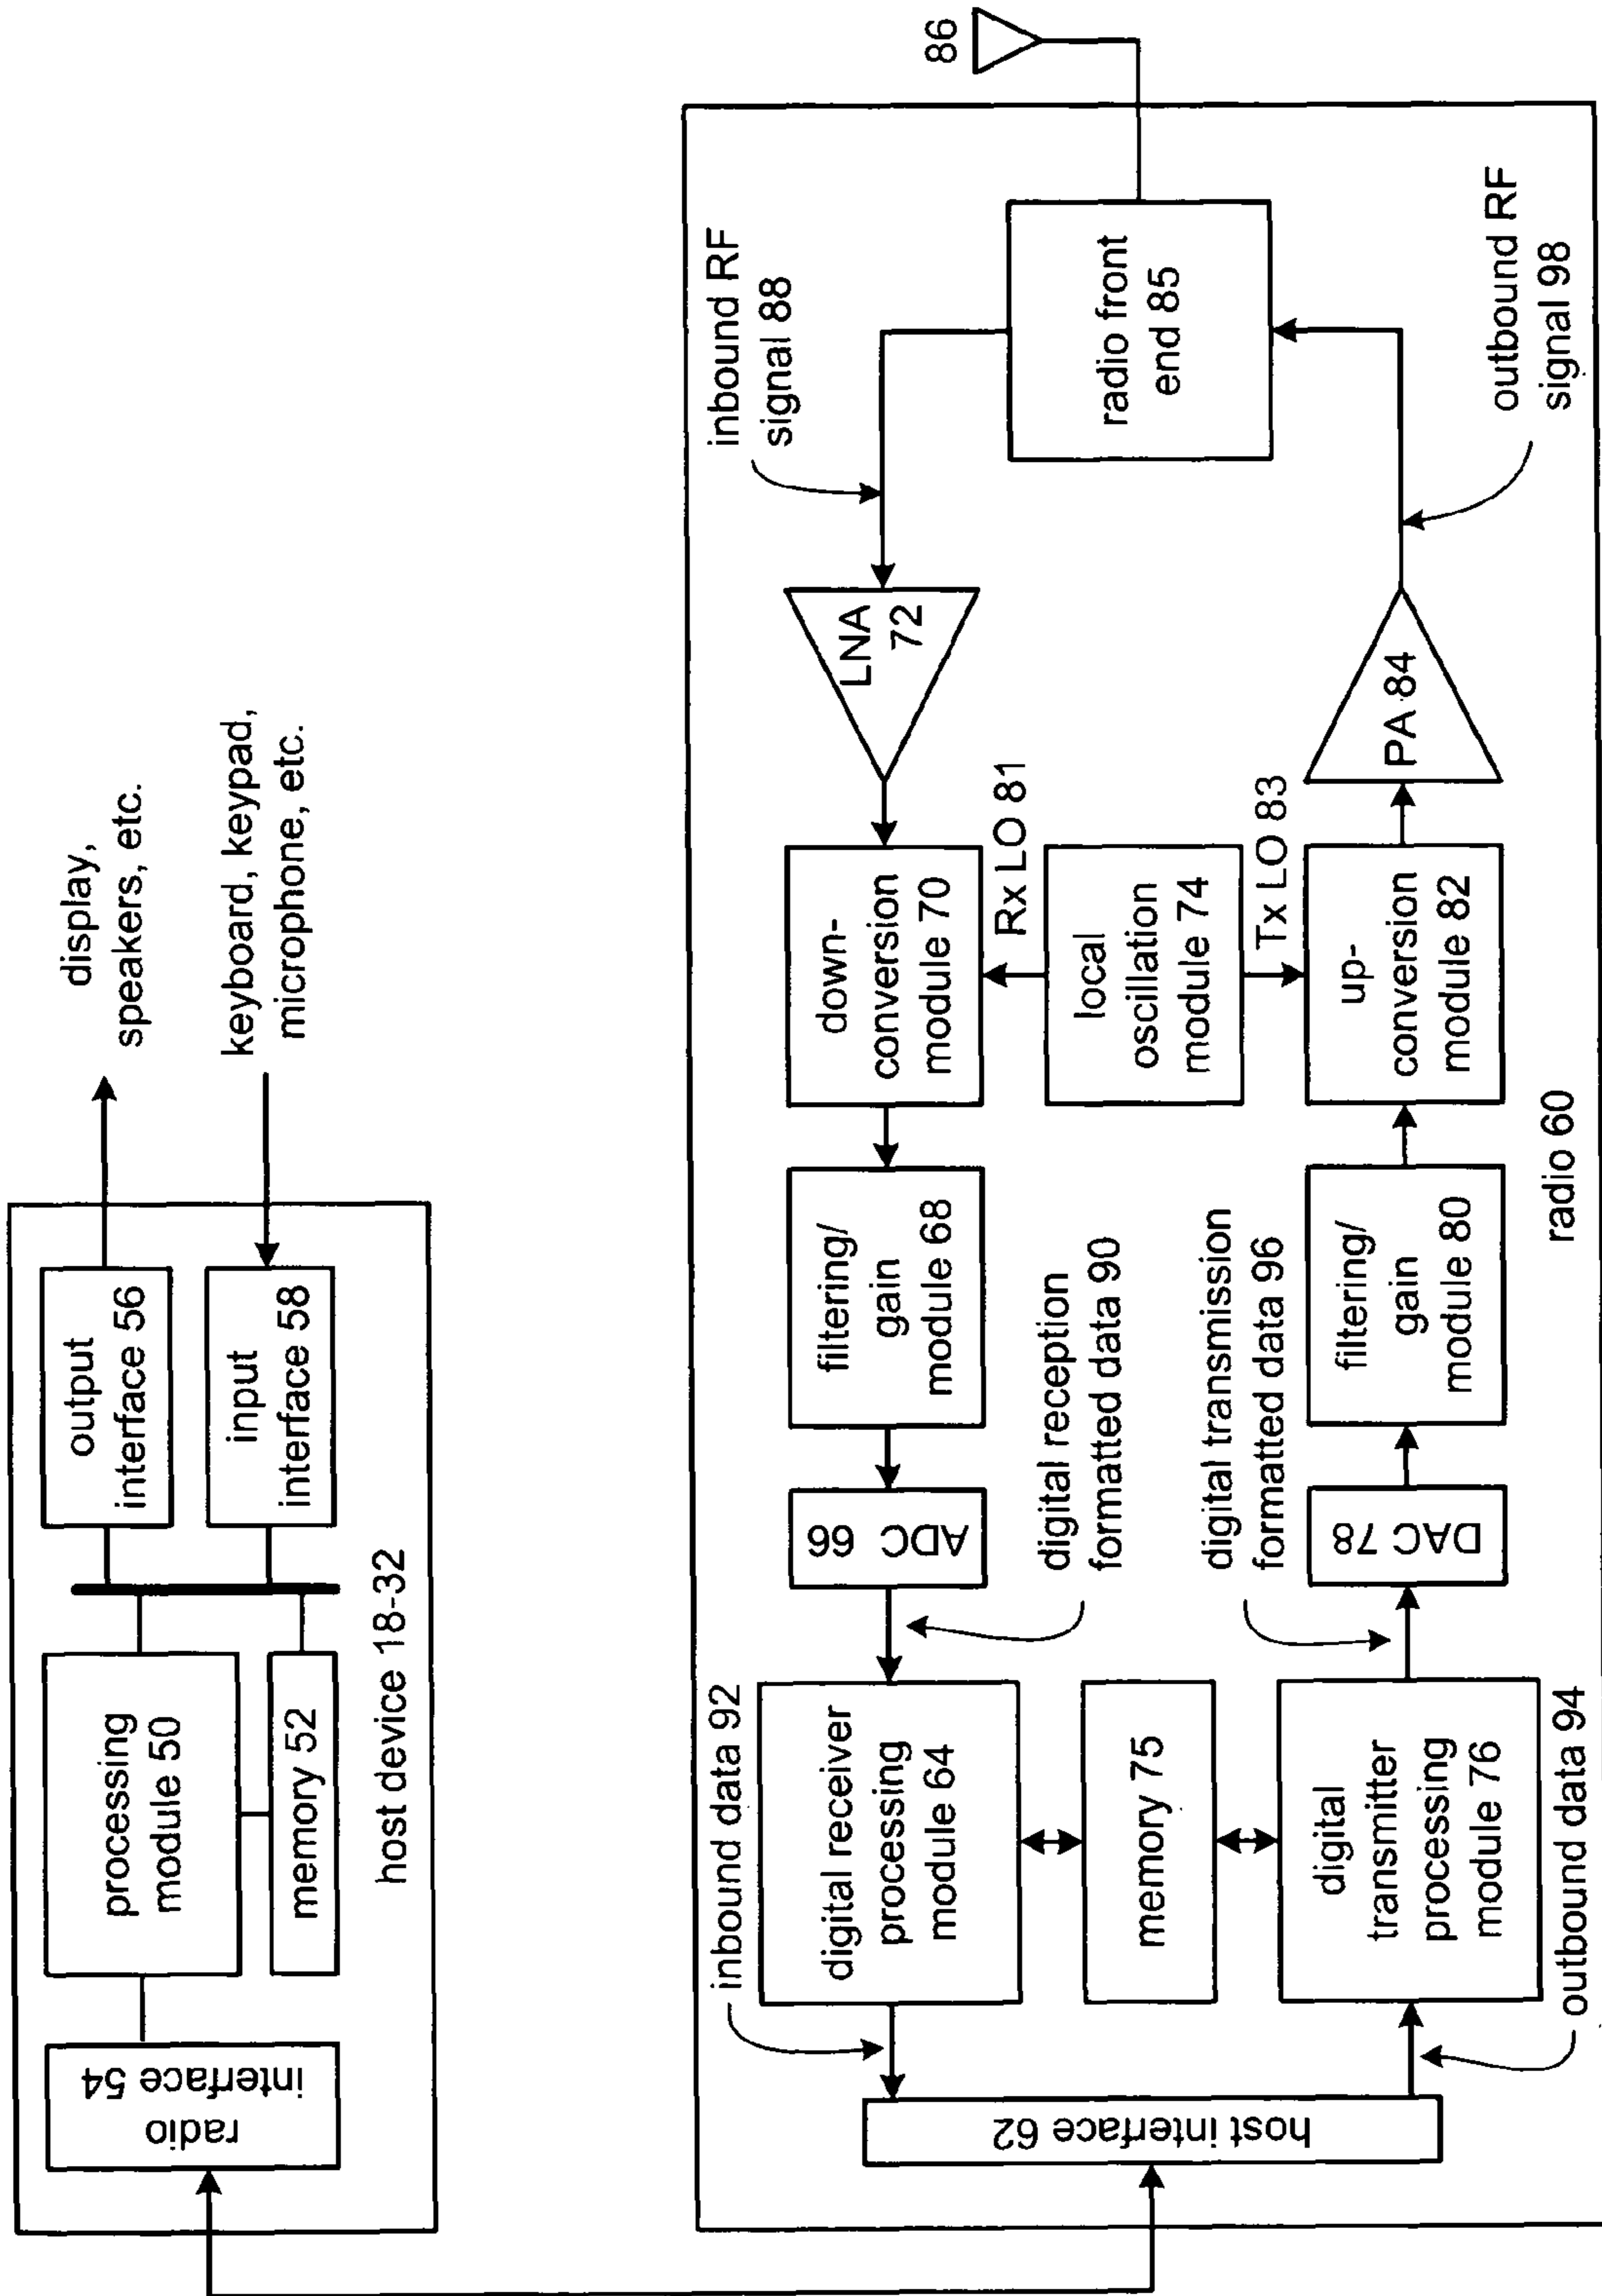 radio
interface 54
processing
module 50
memory 52
output
interface 56
input
interface 58
host device 18-32
display,
speakers, etc.
keyboard, keypad,
microphone, etc.
host interface 62
inbound data 92
digital receiver
processing
module 64
memory 75
digital
transmitter
processing
module 76
outbound data 94
ADC 66
digital reception
formatted data 90
digital transmission
formatted data 96
DAC 78
filtering/
gain
module 68
filtering/
gain
module 80
down-
conversion
module 70
Rx LO 81
local
oscillation
module 74
Tx LO 83
up-
conversion
module 82
radio 60
LNA
72
PA 84
inbound RF
signal 88
radio front
end 85
outbound RF
signal 98
86